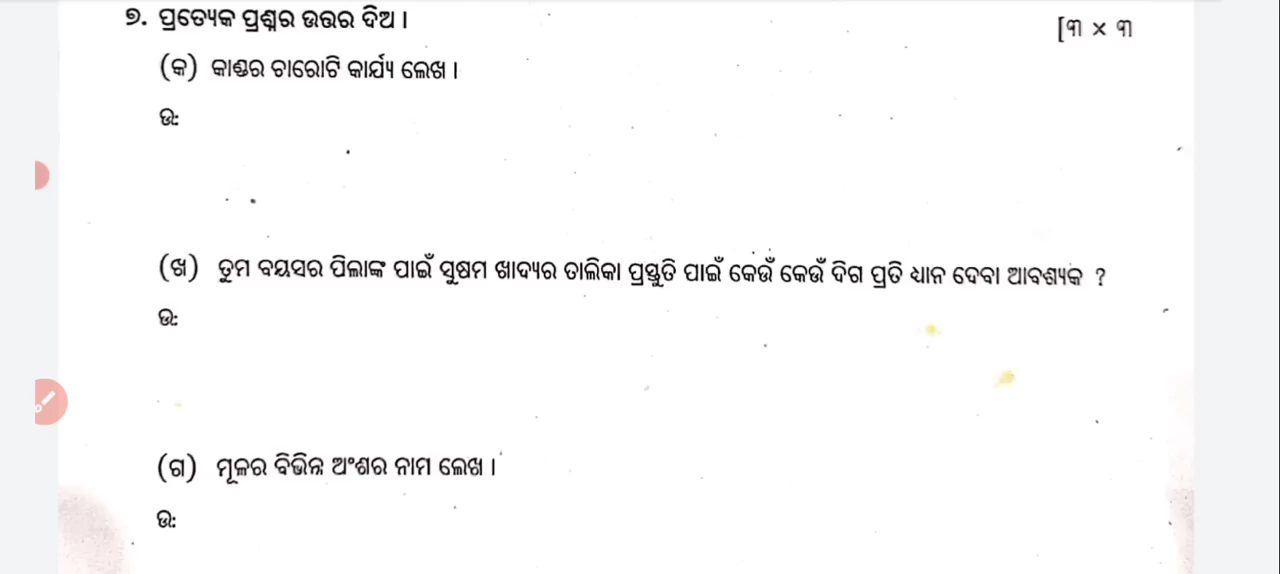 ୭. ପ୍ରତ୍ୟେକ ପ୍ରଶ୍ନର ଉତ୍ତର ଦିଅ । [୩ × ୩
(କ) କାଣ୍ଡର ଚାରୋଟି କାର୍ଯ୍ୟ ଲେଖ ।
ଉ:
(ଖ) ତୁମ ବୟସର ପିଲାଙ୍କ ପାଇଁ ସୁଷମ ଖାଦ୍ୟର ତାଲିକା ପ୍ରସ୍ତୁତି ପାଇଁ କେଉଁ କେଉଁ ଦିଗ ପ୍ରତି ଧ୍ୟାନ ଦେବା ଆବଶ୍ୟକ ?
ଉ:
(ଗ) ମୂଳର ବିଭିନ୍ନ ଅଂଶର ନାମ ଲେଖ ।
ଉ: